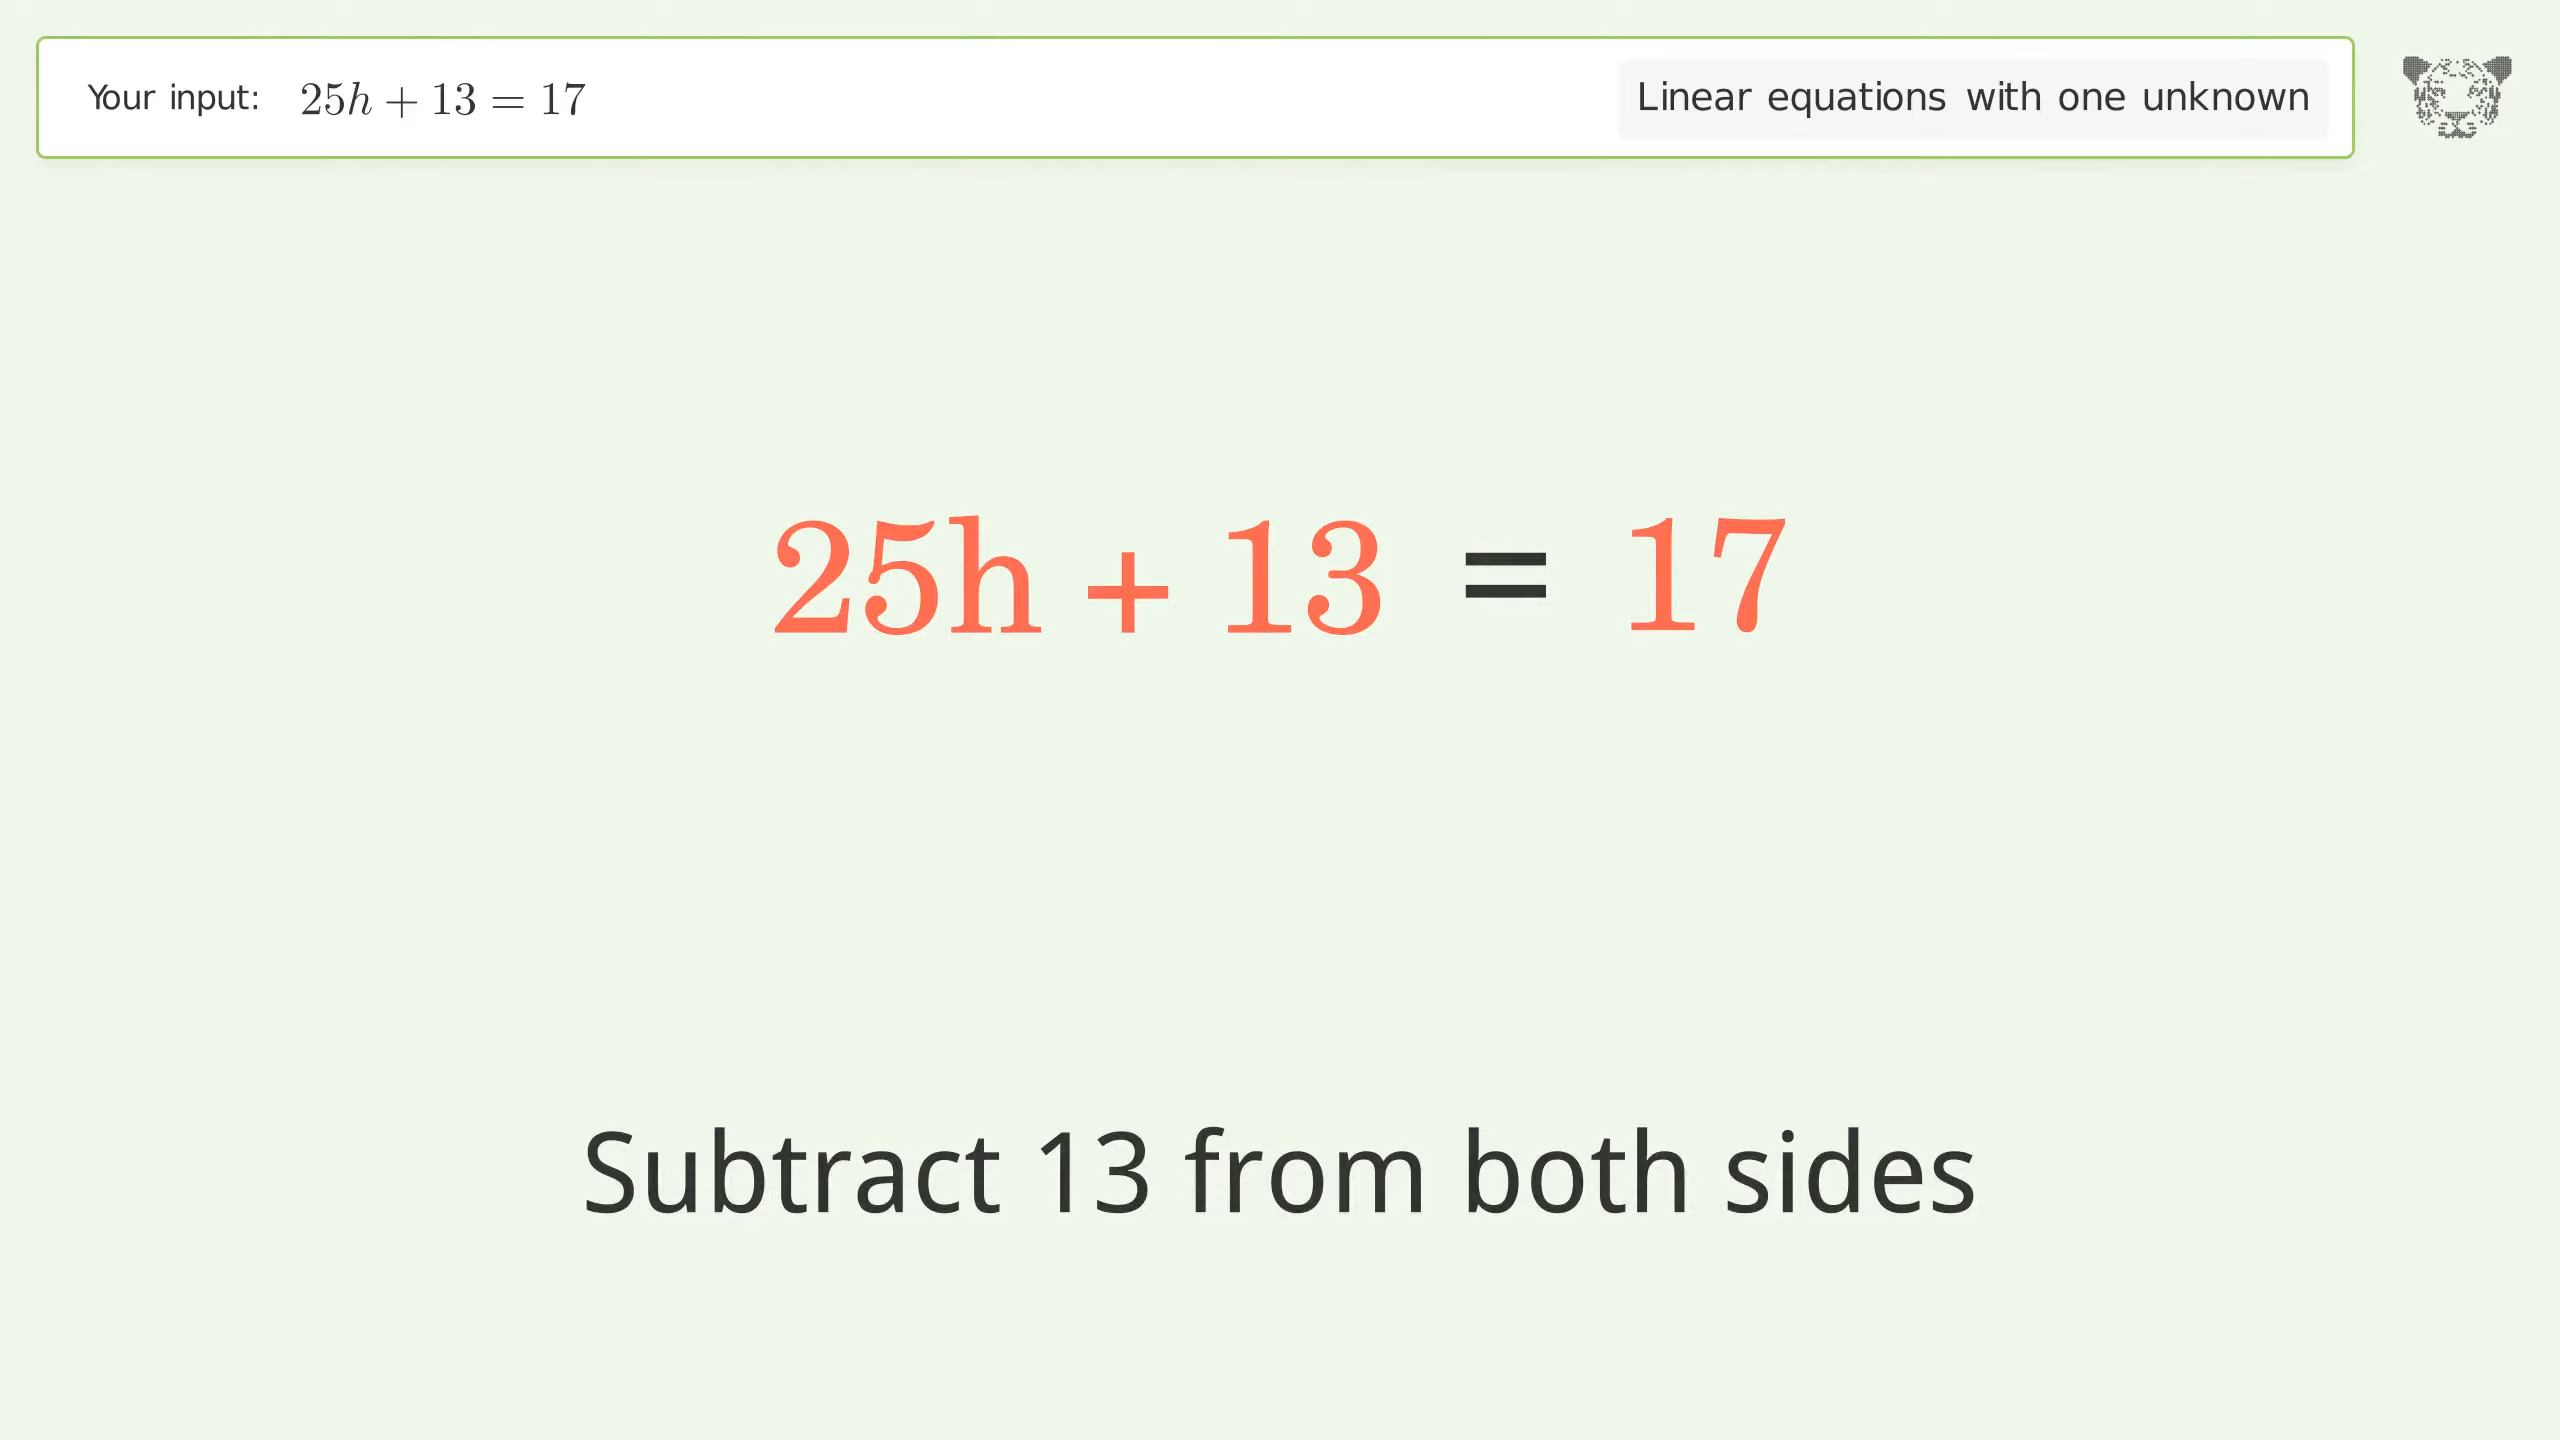 Your input: 25h + 13 = 17
Linear equations with one unknown
25h + 13 = 17
Subtract 13 from both sides